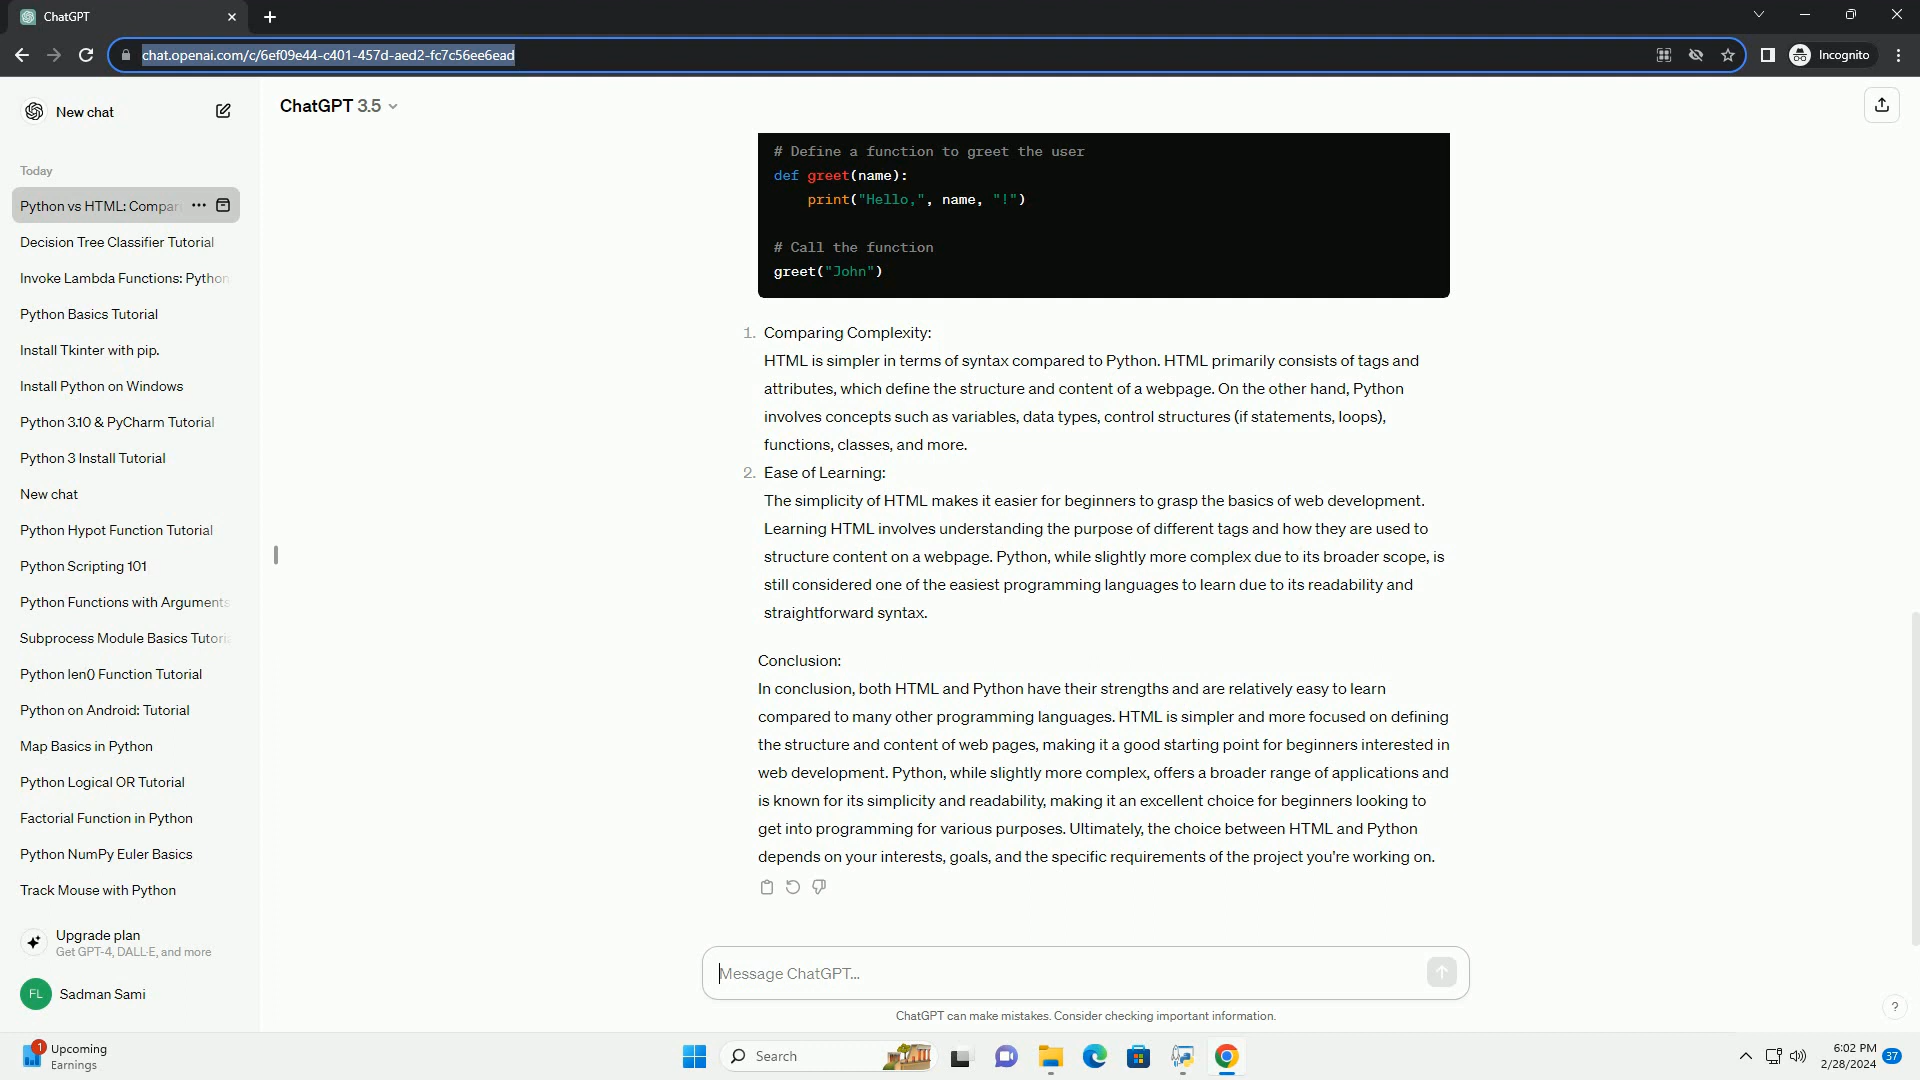 ChatGPT
chat.openai.com/c/6ef09e44-c401-457d-aed2-fc7c56ee6ead
Incognito
New chat
ChatGPT 3.5
Today
Python vs HTML: Compar
Decision Tree Classifier Tutorial
Invoke Lambda Functions: Python
Python Basics Tutorial
Install Tkinter with pip.
Install Python on Windows
Python 3.10 & PyCharm Tutorial
Python 3 Install Tutorial
New chat
Python Hypot Function Tutorial
Python Scripting 101
Python Functions with Arguments
Subprocess Module Basics Tutoria
Python len() Function Tutorial
Python on Android: Tutorial
Map Basics in Python
Python Logical OR Tutorial
Factorial Function in Python
Python NumPy Euler Basics
Track Mouse with Python
Upgrade plan
Get GPT-4, DALL·E, and more
FL Sadman Sami
# Define a function to greet the user
def greet(name):
print("Hello,", name, "!")
# Call the function
greet("John")
1. Comparing Complexity:
HTML is simpler in terms of syntax compared to Python. HTML primarily consists of tags and
attributes, which define the structure and content of a webpage. On the other hand, Python
involves concepts such as variables, data types, control structures (if statements, loops),
functions, classes, and more.
2. Ease of Learning:
The simplicity of HTML makes it easier for beginners to grasp the basics of web development.
Learning HTML involves understanding the purpose of different tags and how they are used to
structure content on a webpage. Python, while slightly more complex due to its broader scope, is
still considered one of the easiest programming languages to learn due to its readability and
straightforward syntax.
Conclusion:
In conclusion, both HTML and Python have their strengths and are relatively easy to learn
compared to many other programming languages. HTML is simpler and more focused on defining
the structure and content of web pages, making it a good starting point for beginners interested in
web development. Python, while slightly more complex, offers a broader range of applications and
is known for its simplicity and readability, making it an excellent choice for beginners looking to
get into programming for various purposes. Ultimately, the choice between HTML and Python
depends on your interests, goals, and the specific requirements of the project you're working on.
Message ChatGPT...
ChatGPT can make mistakes. Consider checking important information.
?
1
Upcoming
Earnings
Search
6:02 PM
2/28/2024
37